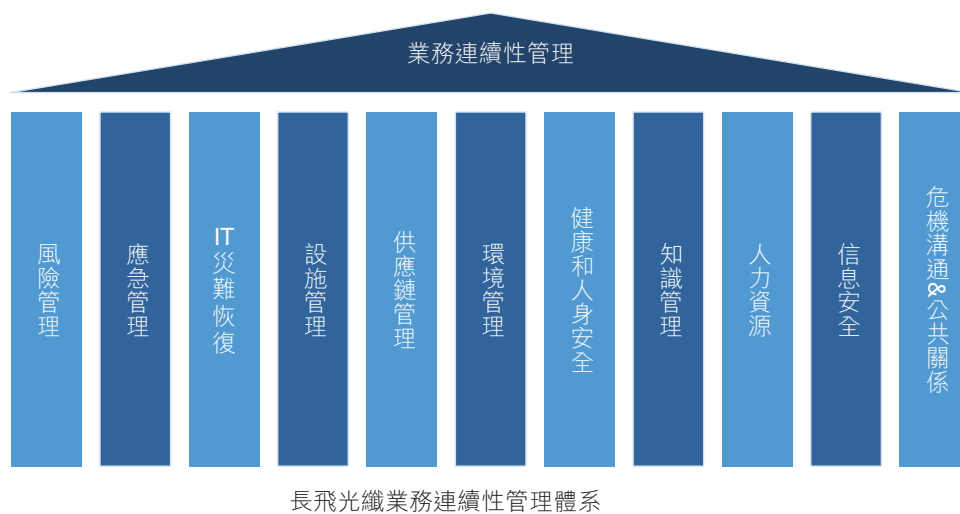 業務連續性管理
風險管理
應急管理
IT災難恢復
設施管理
供應鏈管理
環境管理
健康和人身安全
知識管理
人力資源
信息安全
危機溝通&公共關係
長飛光纖業務連續性管理體系